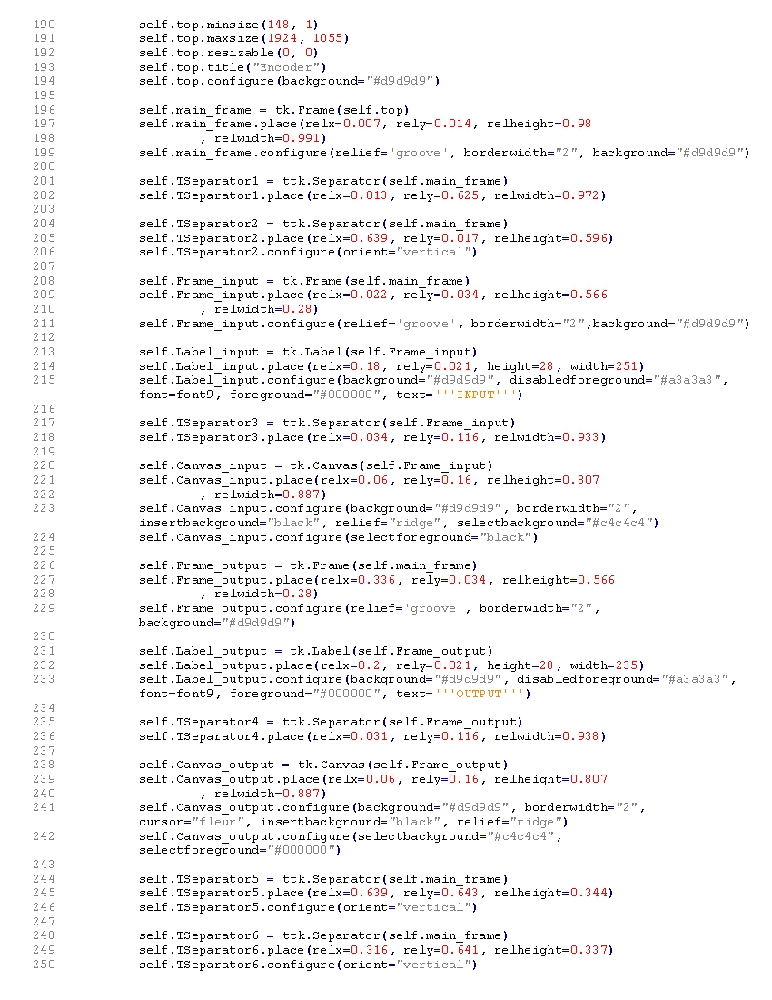 190 self.top.minsize(148, 1)
191 self.top.maxsize(1924, 1055)
192 self.top.resizable(0, 0)
193 self.top.title("Encoder")
194 self.top.configure(background="#d9d9d9")
195
196 self.main_frame = tk.Frame(self.top)
197 self.main_frame.place(relx=0.007, rely=0.014, relheight=0.98
198 , relwidth=0.991)
199 self.main_frame.configure(relief='groove', borderwidth="2", background="#d9d9d9")
200
201 self.TSeparator1 = ttk.Separator(self.main_frame)
202 self.TSeparator1.place(relx=0.013, rely=0.625, relwidth=0.972)
203
204 self.TSeparator2 = ttk.Separator(self.main_frame)
205 self.TSeparator2.place(relx=0.639, rely=0.017, relheight=0.596)
206 self.TSeparator2.configure(orient="vertical")
207
208 self.Frame_input = tk.Frame(self.main_frame)
209 self.Frame_input.place(relx=0.022, rely=0.034, relheight=0.566
210 , relwidth=0.28)
211 self.Frame_input.configure(relief='groove', borderwidth="2",background="#d9d9d9")
212
213 self.Label_input = tk.Label(self.Frame_input)
214 self.Label_input.place(relx=0.18, rely=0.021, height=28, width=251)
215 self.Label_input.configure(background="#d9d9d9", disabledforeground="#a3a3a3",
font=font9, foreground="#000000", text='''INPUT''')
216
217 self.TSeparator3 = ttk.Separator(self.Frame_input)
218 self.TSeparator3.place(relx=0.034, rely=0.116, relwidth=0.933)
219
220 self.Canvas_input = tk.Canvas(self.Frame_input)
221 self.Canvas_input.place(relx=0.06, rely=0.16, relheight=0.807
222 , relwidth=0.887)
223 self.Canvas_input.configure(background="#d9d9d9", borderwidth="2",
insertbackground="black", relief="ridge", selectbackground="#c4c4c4")
224 self.Canvas_input.configure(selectforeground="black")
225
226 self.Frame_output = tk.Frame(self.main_frame)
227 self.Frame_output.place(relx=0.336, rely=0.034, relheight=0.566
228 , relwidth=0.28)
229 self.Frame_output.configure(relief='groove', borderwidth="2",
background="#d9d9d9")
230
231 self.Label_output = tk.Label(self.Frame_output)
232 self.Label_output.place(relx=0.2, rely=0.021, height=28, width=235)
233 self.Label_output.configure(background="#d9d9d9", disabledforeground="#a3a3a3",
font=font9, foreground="#000000", text='''OUTPUT''')
234
235 self.TSeparator4 = ttk.Separator(self.Frame_output)
236 self.TSeparator4.place(relx=0.031, rely=0.116, relwidth=0.938)
237
238 self.Canvas_output = tk.Canvas(self.Frame_output)
239 self.Canvas_output.place(relx=0.06, rely=0.16, relheight=0.807
240 , relwidth=0.887)
241 self.Canvas_output.configure(background="#d9d9d9", borderwidth="2",
cursor="fleur", insertbackground="black", relief="ridge")
242 self.Canvas_output.configure(selectbackground="#c4c4c4",
selectforeground="#000000")
243
244 self.TSeparator5 = ttk.Separator(self.main_frame)
245 self.TSeparator5.place(relx=0.639, rely=0.643, relheight=0.344)
246 self.TSeparator5.configure(orient="vertical")
247
248 self.TSeparator6 = ttk.Separator(self.main_frame)
249 self.TSeparator6.place(relx=0.316, rely=0.641, relheight=0.337)
250 self.TSeparator6.configure(orient="vertical")